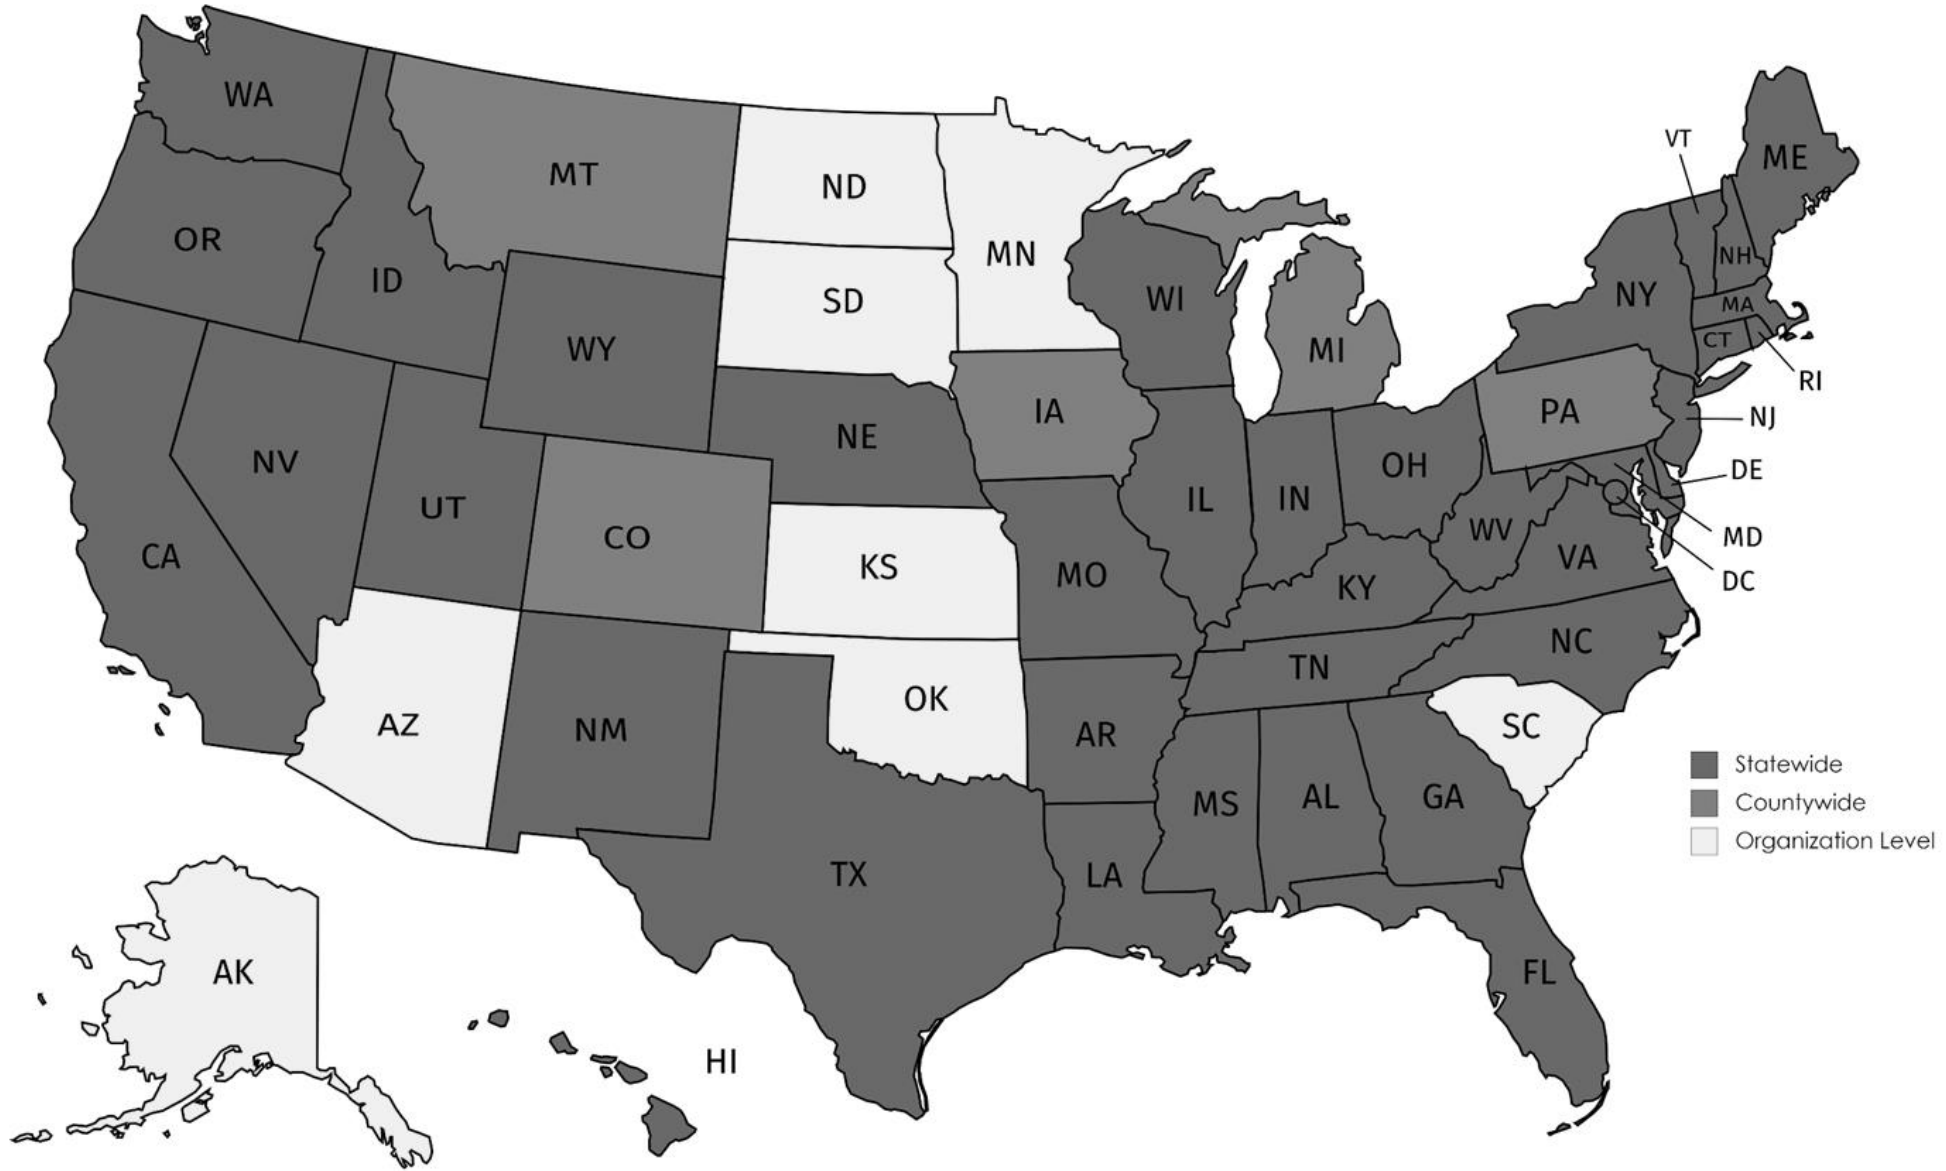 WA
VT
ME
MT
ND
OR
MN
NH
ID
SD
WI
NY
MA
WY
MI
CT
RI
IA
PA
NJ
NE
NV
OH
DE
UT
IL
IN
CO
WV
MD
CA
KS
MO
KY
VA
DC
NC
TN
OK
AZ
NM
AR
SC
Statewide
MS
AL
GA
Countywide
Organization Level
TX
LA
AK
FL
HI